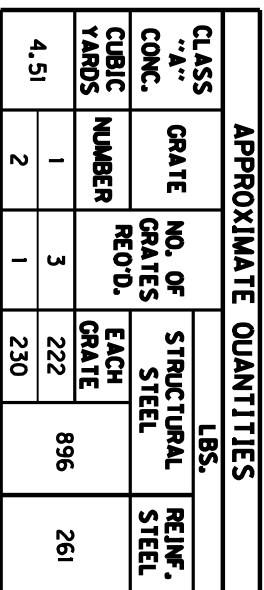 APPROXIMATE QUANTITIES
CLASS "A" CONC.
GRATE
NO. OF GRATES REO'D.
LBS.
STRUCTURAL STEEL
REINF. STEEL
CUBIC YARDS
NUMBER
EACH GRATE
4.51
1
3
222
896
261
2
1
230